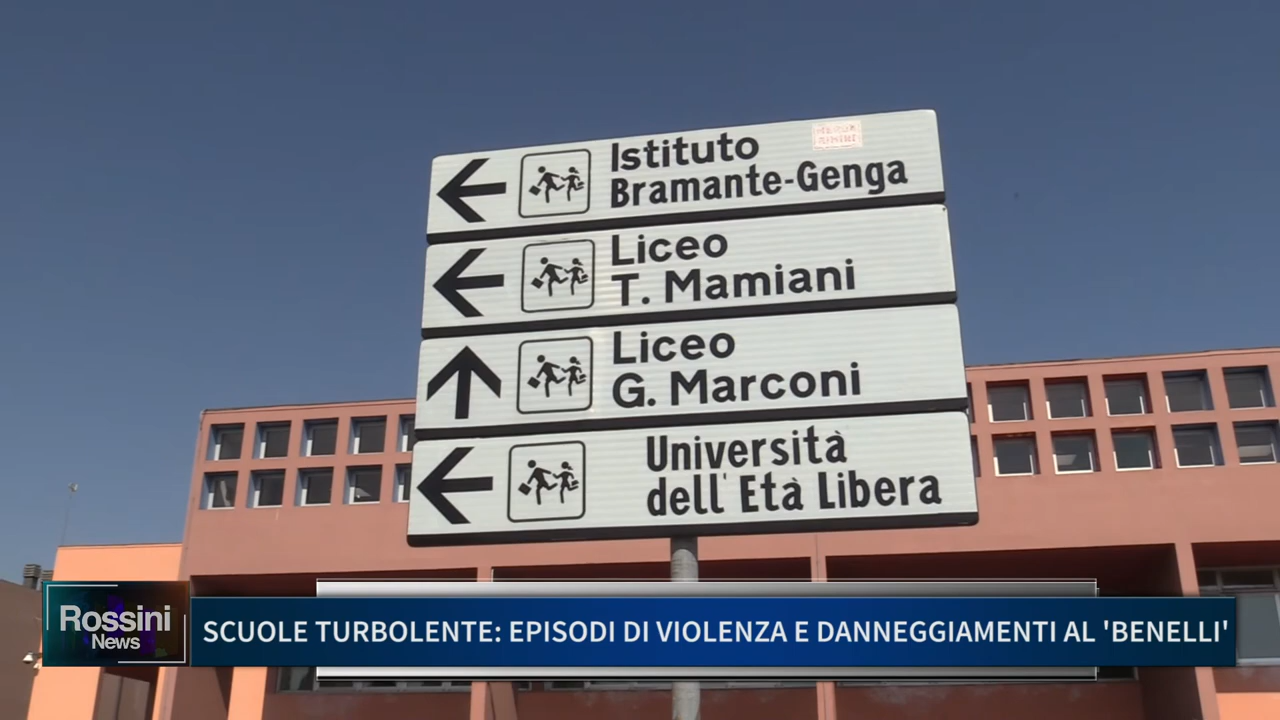 Istituto
Bramante-Genga
Liceo
T. Mamiani
Liceo
G. Marconi
Università
dell'Età Libera
Rossini
News
SCUOLE TURBOLENTE: EPISODI DI VIOLENZA E DANNEGGIAMENTI AL 'BENELLI'